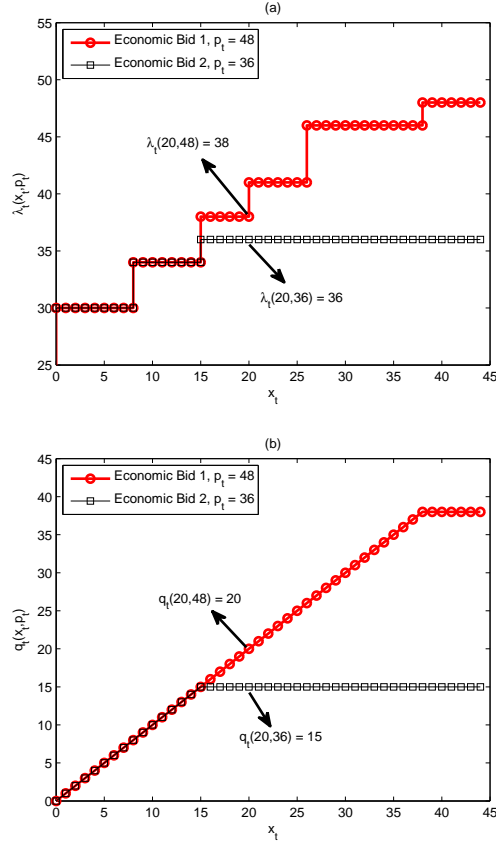 (a)
Economic Bid 1, p_t = 48
Economic Bid 2, p_t = 36
λ_t(20,48) = 38
λ_t(20,36) = 36
λ_t(x_t,p_t)
55
50
45
40
35
30
25
0 5 10 15 20 25 30 35 40 45
x_t
(b)
Economic Bid 1, p_t = 48
Economic Bid 2, p_t = 36
q_t(20,48) = 20
q_t(20,36) = 15
q_t(x_t,p_t)
45
40
35
30
25
20
15
10
5
0
0 5 10 15 20 25 30 35 40 45
x_t